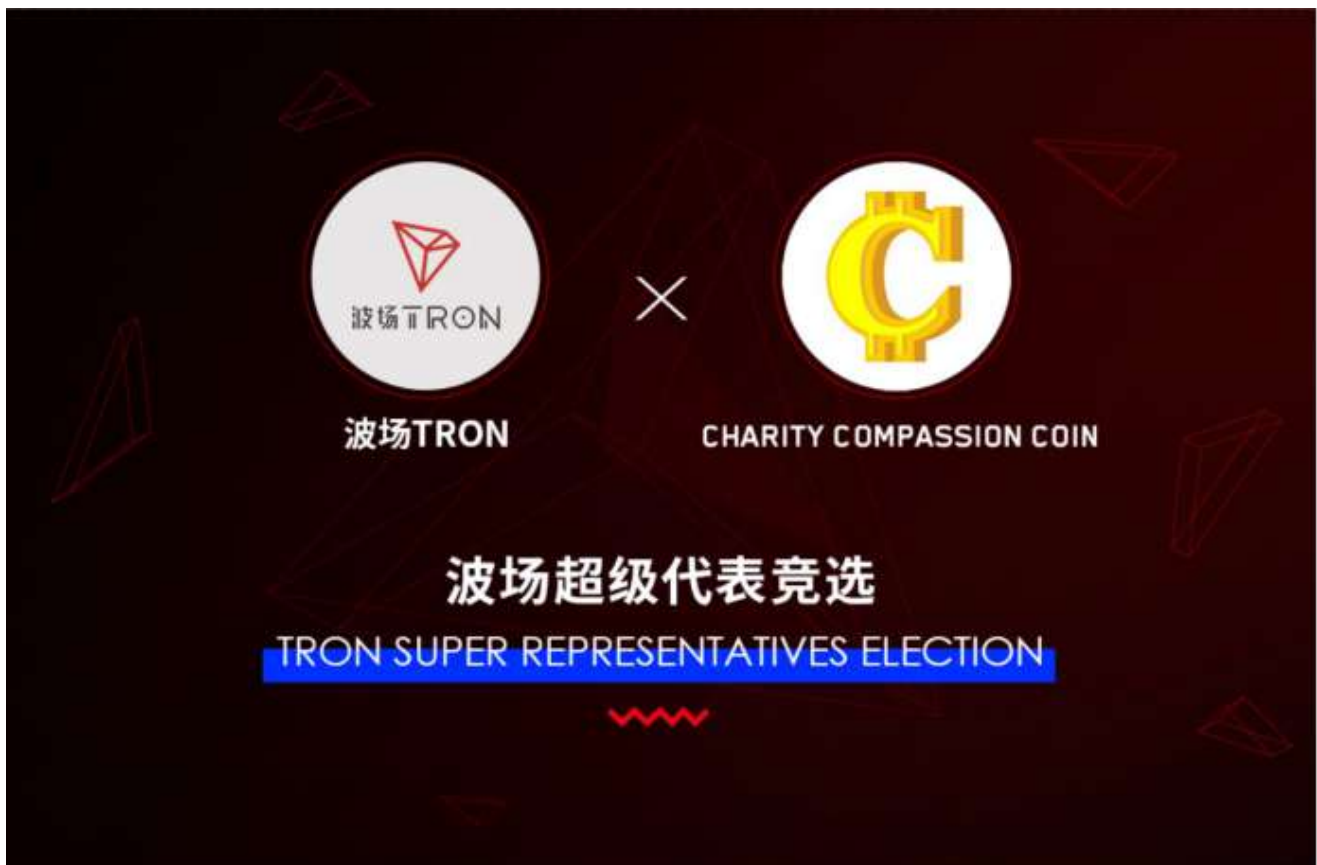 波场TRON
波场TRON
CHARITY COMPASSION COIN
波场超级代表竞选
TRON SUPER REPRESENTATIVES ELECTION